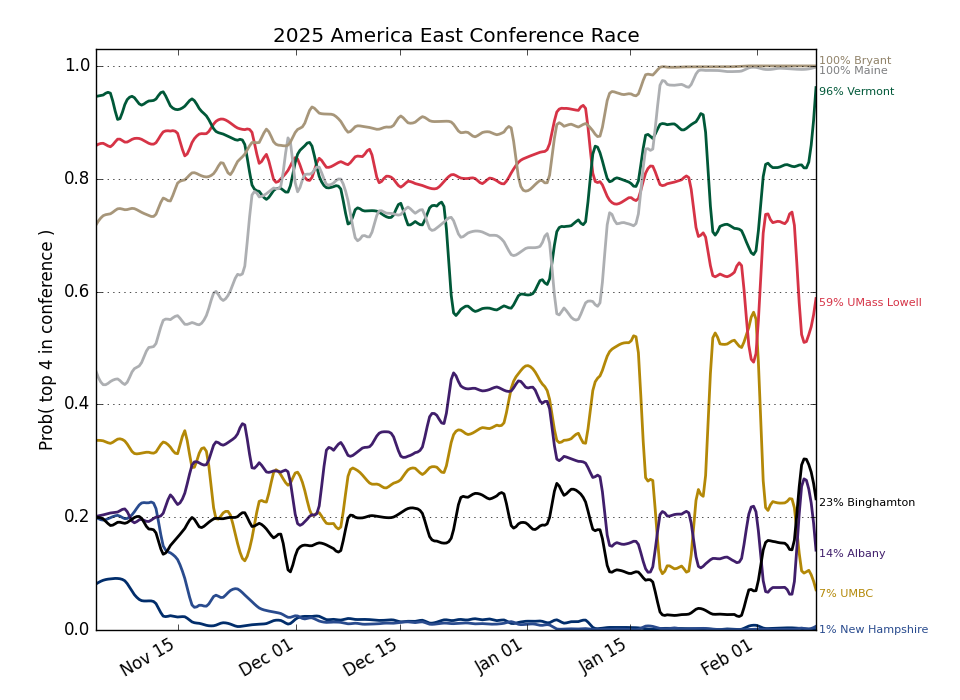 2025 America East Conference Race
Prob( top 4 in conference )
1.0
0.8
0.6
0.4
0.2
0.0
Nov 15
Dec 01
Dec 15
Jan 01
Jan 15
Feb 01
100% Bryant
100% Maine
96% Vermont
59% UMass Lowell
23% Binghamton
14% Albany
7% UMBC
1% New Hampshire